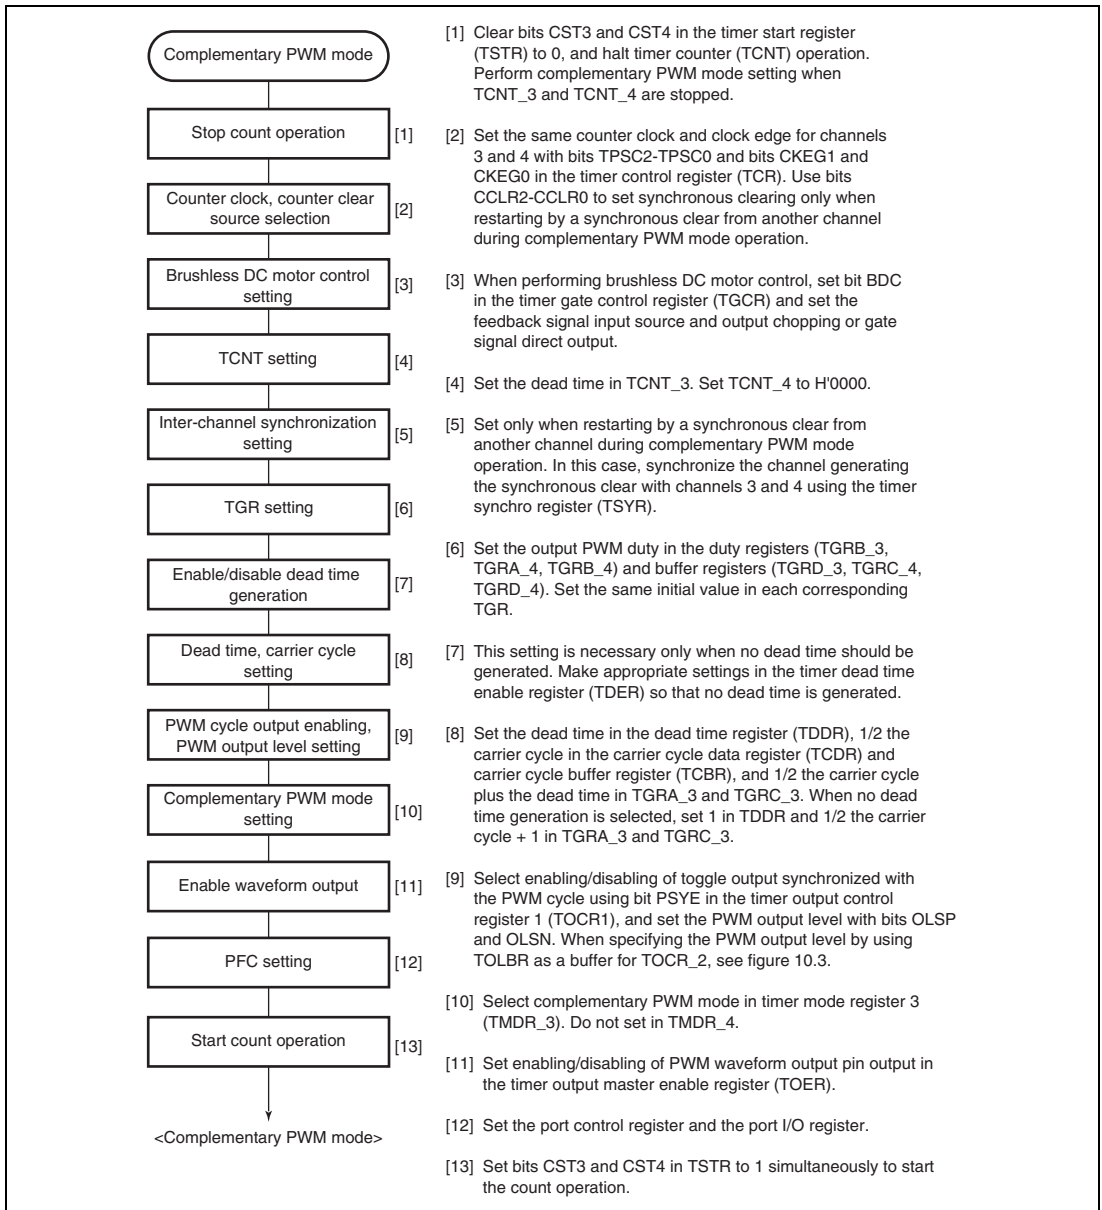 Complementary PWM mode
Stop count operation
[1]
Counter clock, counter clear
source selection
[2]
Brushless DC motor control
setting
[3]
TCNT setting
[4]
Inter-channel synchronization
setting
[5]
TGR setting
[6]
Enable/disable dead time
generation
[7]
Dead time, carrier cycle
setting
[8]
PWM cycle output enabling,
PWM output level setting
[9]
Complementary PWM mode
setting
[10]
Enable waveform output
[11]
PFC setting
[12]
Start count operation
[13]
<Complementary PWM mode>
[1] Clear bits CST3 and CST4 in the timer start register
(TSTR) to 0, and halt timer counter (TCNT) operation.
Perform complementary PWM mode setting when
TCNT_3 and TCNT_4 are stopped.
[2] Set the same counter clock and clock edge for channels
3 and 4 with bits TPSC2-TPSC0 and bits CKEG1 and
CKEG0 in the timer control register (TCR). Use bits
CCLR2-CCLR0 to set synchronous clearing only when
restarting by a synchronous clear from another channel
during complementary PWM mode operation.
[3] When performing brushless DC motor control, set bit BDC
in the timer gate control register (TGCR) and set the
feedback signal input source and output chopping or gate
signal direct output.
[4] Set the dead time in TCNT_3. Set TCNT_4 to H'0000.
[5] Set only when restarting by a synchronous clear from
another channel during complementary PWM mode
operation. In this case, synchronize the channel generating
the synchronous clear with channels 3 and 4 using the timer
synchro register (TSYR).
[6] Set the output PWM duty in the duty registers (TGRB_3,
TGRA_4, TGRB_4) and buffer registers (TGRD_3, TGRC_4,
TGRD_4). Set the same initial value in each corresponding
TGR.
[7] This setting is necessary only when no dead time should be
generated. Make appropriate settings in the timer dead time
enable register (TDER) so that no dead time is generated.
[8] Set the dead time in the dead time register (TDDR), 1/2 the
carrier cycle in the carrier cycle data register (TCDR) and
carrier cycle buffer register (TCBR), and 1/2 the carrier cycle
plus the dead time in TGRA_3 and TGRC_3. When no dead
time generation is selected, set 1 in TDDR and 1/2 the carrier
cycle + 1 in TGRA_3 and TGRC_3.
[9] Select enabling/disabling of toggle output synchronized with
the PWM cycle using bit PSYE in the timer output control
register 1 (TOCR1), and set the PWM output level with bits OLSP
and OLSN. When specifying the PWM output level by using
TOLBR as a buffer for TOCR_2, see figure 10.3.
[10] Select complementary PWM mode in timer mode register 3
(TMDR_3). Do not set in TMDR_4.
[11] Set enabling/disabling of PWM waveform output pin output in
the timer output master enable register (TOER).
[12] Set the port control register and the port I/O register.
[13] Set bits CST3 and CST4 in TSTR to 1 simultaneously to start
the count operation.